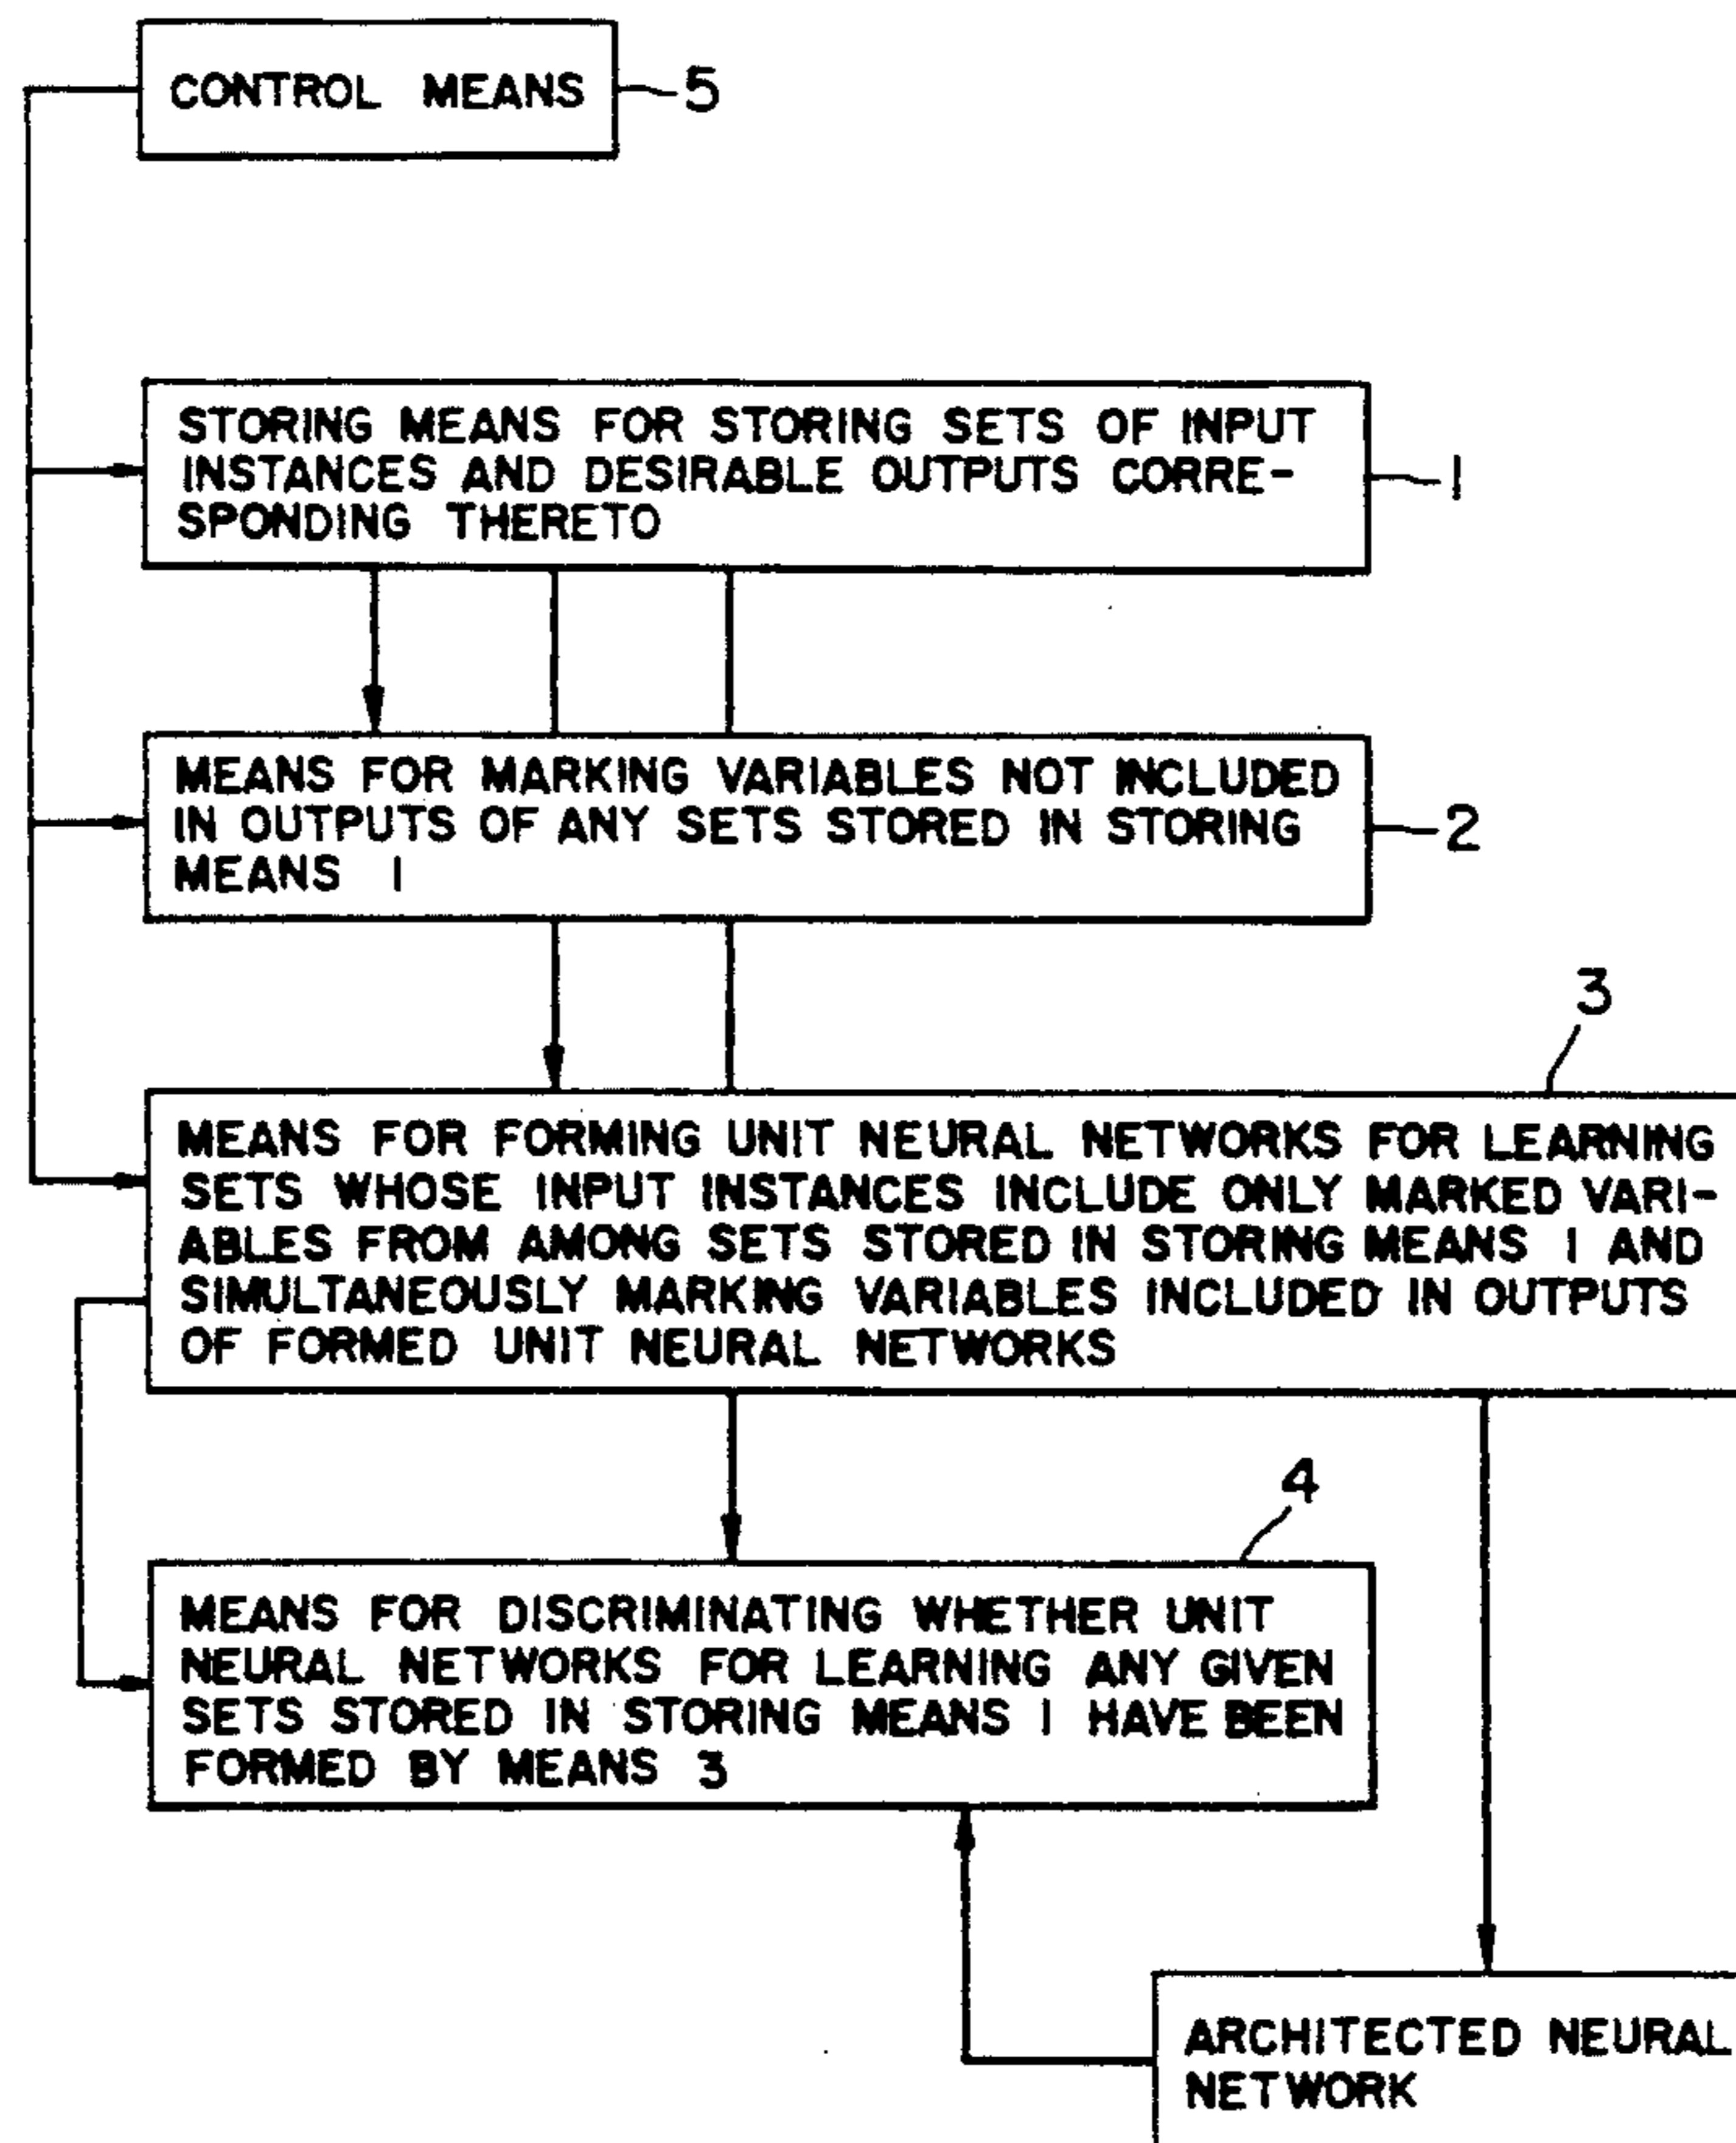 CONTROL MEANS
5
STORING MEANS FOR STORING SETS OF INPUT
INSTANCES AND DESIRABLE OUTPUTS CORRE-
SPONDING THERETO
1
MEANS FOR MARKING VARIABLES NOT INCLUDED
IN OUTPUTS OF ANY SETS STORED IN STORING
MEANS 1
2
3
MEANS FOR FORMING UNIT NEURAL NETWORKS FOR LEARNING
SETS WHOSE INPUT INSTANCES INCLUDE ONLY MARKED VARI-
ABLES FROM AMONG SETS STORED IN STORING MEANS 1 AND
SIMULTANEOUSLY MARKING VARIABLES INCLUDED IN OUTPUTS
OF FORMED UNIT NEURAL NETWORKS
4
MEANS FOR DISCRIMINATING WHETHER UNIT
NEURAL NETWORKS FOR LEARNING ANY GIVEN
SETS STORED IN STORING MEANS 1 HAVE BEEN
FORMED BY MEANS 3
ARCHITECTED NEURAL
NETWORK